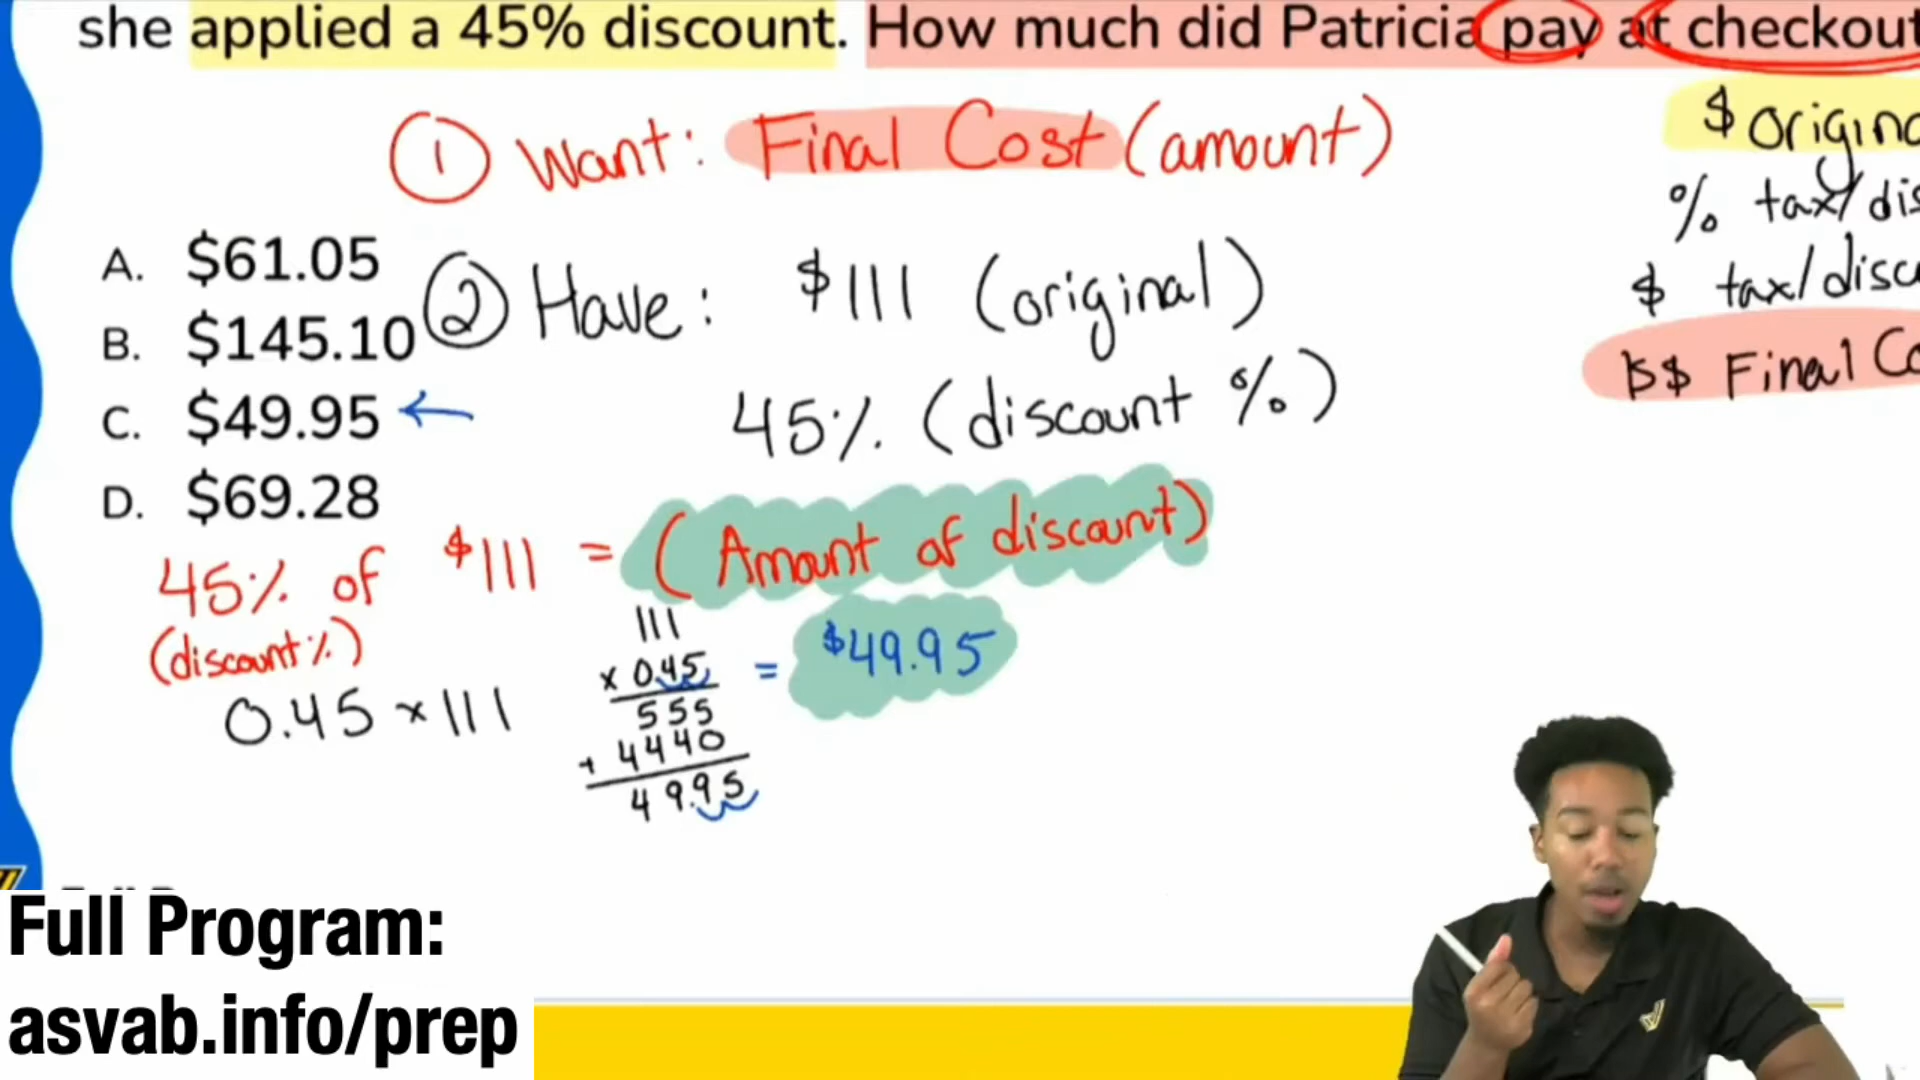 she applied a 45% discount. How much did Patricia pay at checkout
① Want: Final Cost (amount)
$ Origina
% tax/dis
A. $61.05
② Have: $111 (original)
$ tax/disc
B. $145.10
$$ Final Co
C. $49.95 ←
45% (discount %)
D. $69.28
45% of $111 = (Amount of discount)
(discount %)
111
x 0.45 = $49.95
0.45 x 111
555
+ 4440
49.95
Full Program:
asvab.info/prep